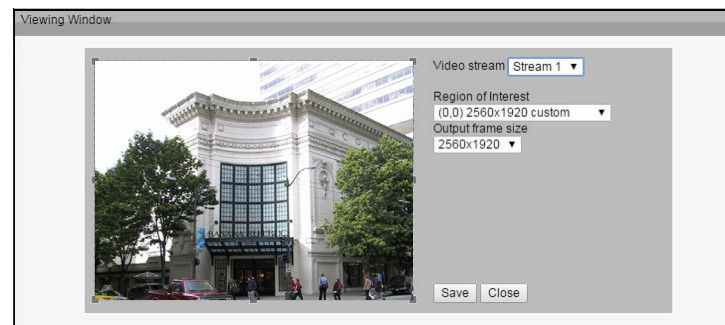 Viewing Window
Video stream Stream 1
Region of Interest
(0,0) 2560x1920 custom
Output frame size
2560x1920
Save Close